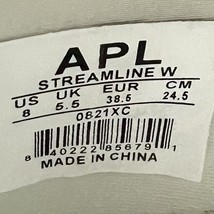 APL
STREAMLINE W
US UK EUR CM
8 5.5 38.5 24.5
0821XC
8 40222 85679 1
MADE IN CHINA